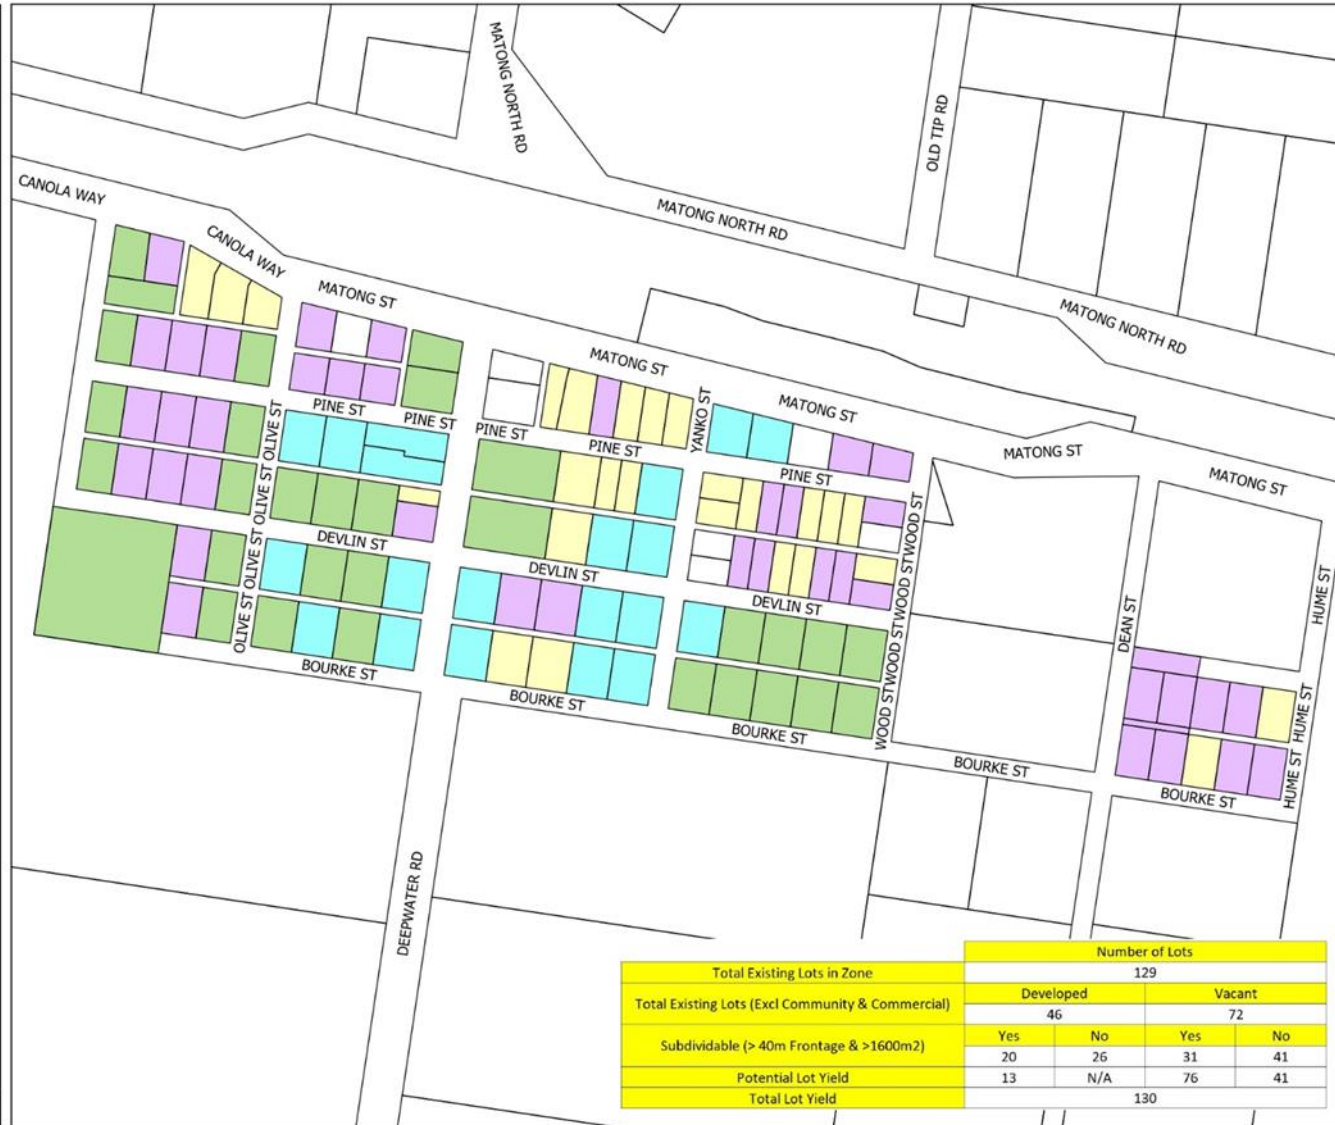 MATONG NORTH RD
OLD TIP RD
CANOLA WAY
MATONG NORTH RD
CANOLA WAY
MATONG ST
MATONG NORTH RD
MATONG ST
YANKO ST
MATONG ST
PINE ST
PINE ST
PINE ST
PINE ST
MATONG ST
MATONG ST
PINE ST
OLIVE ST
OLIVE ST
OLIVE ST
OLIVE ST
DEVLIN ST
DEVLIN ST
DEVLIN ST
WOOD ST
WOOD ST
WOOD ST
WOOD ST
DEAN ST
HUME ST
HUME ST
HUME ST
BOURKE ST
BOURKE ST
BOURKE ST
BOURKE ST
BOURKE ST
DEEPWATER RD
Number of Lots
Total Existing Lots in Zone 129
Total Existing Lots (Excl Community & Commercial) Developed Vacant
46 72
Subdividable (> 40m Frontage & >1600m2) Yes No Yes No
20 26 31 41
Potential Lot Yield 13 N/A 76 41
Total Lot Yield 130